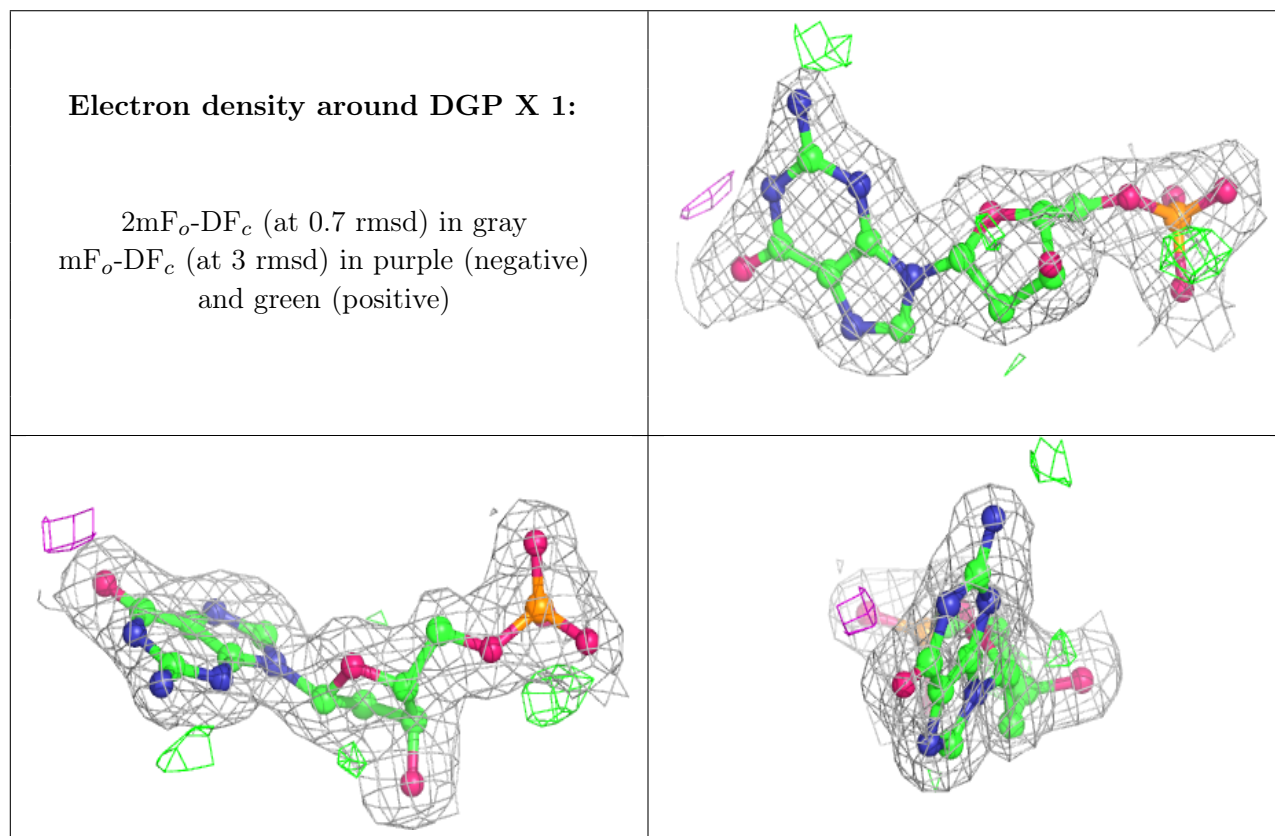 Electron density around DGP X 1:
2mFₒ-DF𝒸 (at 0.7 rmsd) in gray
mFₒ-DF𝒸 (at 3 rmsd) in purple (negative)
and green (positive)